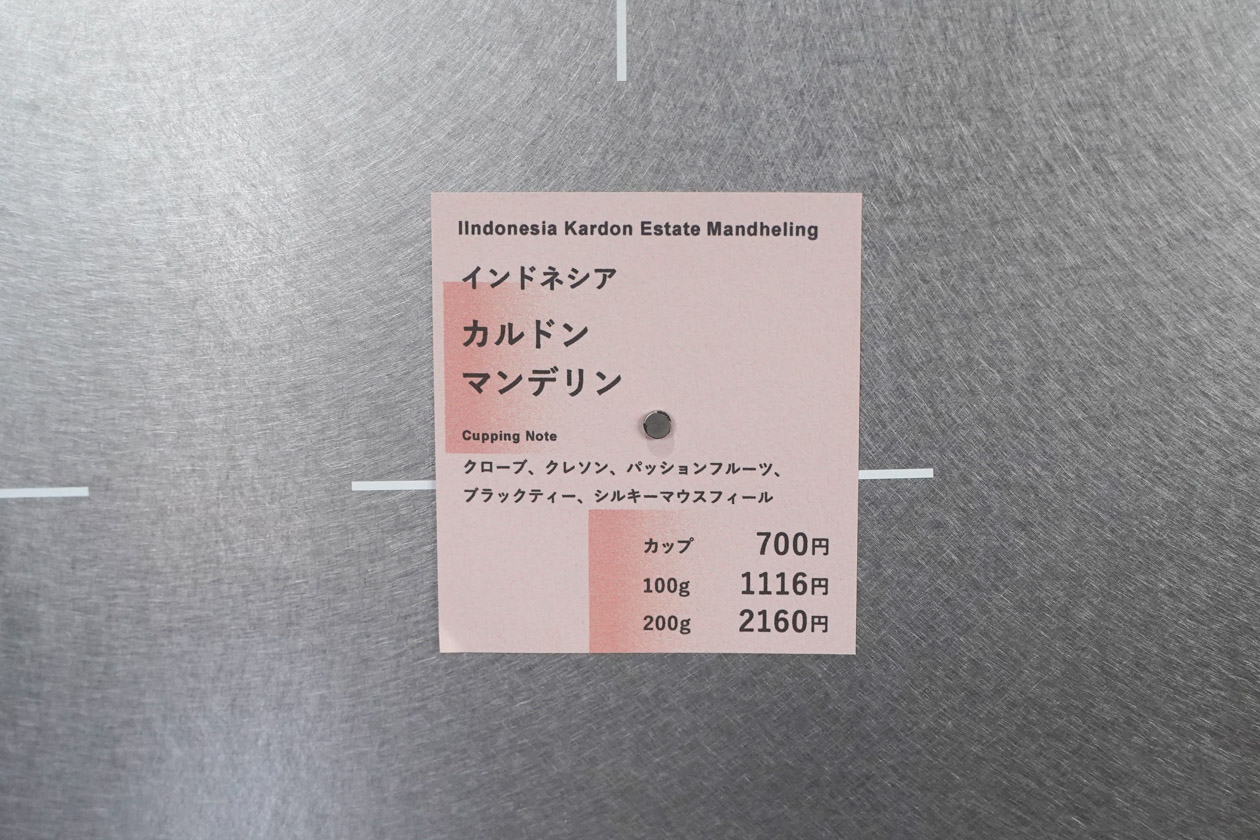 IIndonesia Kardon Estate Mandheling
インドネシア
カルドン
マンデリン
Cupping Note
クローブ、クレソン、パッションフルーツ、
ブラックティー、シルキーマウスフィール
カップ 700円
100g 1116円
200g 2160円